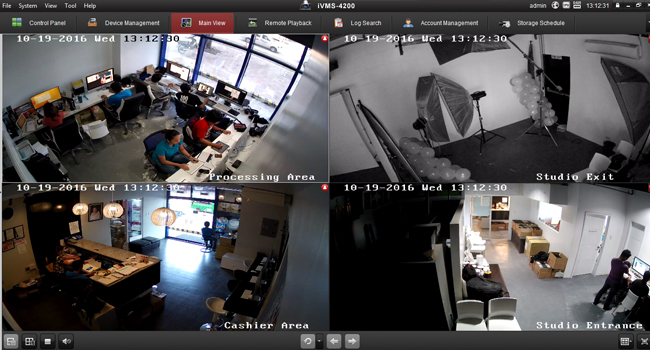 File System View Tool Help iVMS-4200 admin 13:12:31
Control Panel Device Management Main View Remote Playback Log Search Account Management Storage Schedule
10-19-2016 Wed 13:12:30 10-19-2016 Wed 13:12:30
Processing Area Studio Exit
10-19-2016 Wed 13:12:30 10-19-2016 Wed 13:12:30
Cashier Area Studio Entrance